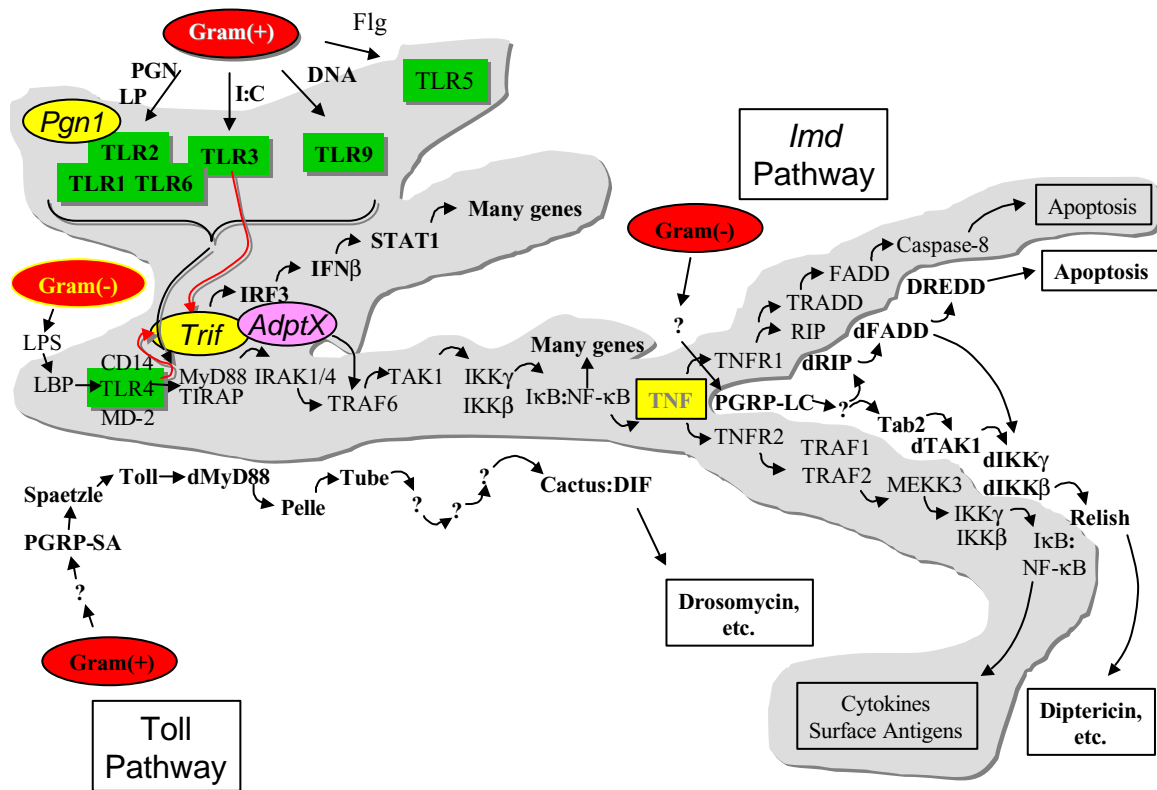 Gram(+)
Flg
PGN
LP
I:C
DNA
TLR5
Pgn1
TLR2
TLR3
TLR9
TLR1 TLR6
Imd
Pathway
Many genes
STAT1
IFNβ
IRF3
Gram(-)
Gram(-)
LPS
LBP
CD14
TLR4
MD-2
Trif
AdptX
MyD88
TIRAP
IRAK1/4
TRAF6
TAK1
IKKγ
IKKβ
Many genes
IκB:NF-κB
TNF
?
Apoptosis
Caspase-8
FADD
TRADD
RIP
TNFR1
Apoptosis
DREDD
dFADD
dRIP
PGRP-LC
?
Tab2
dTAK1
dIKKγ
dIKKβ
Relish
TNFR2
TRAF1
TRAF2
MEKK3
IKKγ
IKKβ
IκB:
NF-κB
Toll
dMyD88
Spaetzle
Pelle
Tube
?
?
?
Cactus:DIF
PGRP-SA
?
Gram(+)
Drosomycin,
etc.
Toll
Pathway
Cytokines
Surface Antigens
Diptericin,
etc.